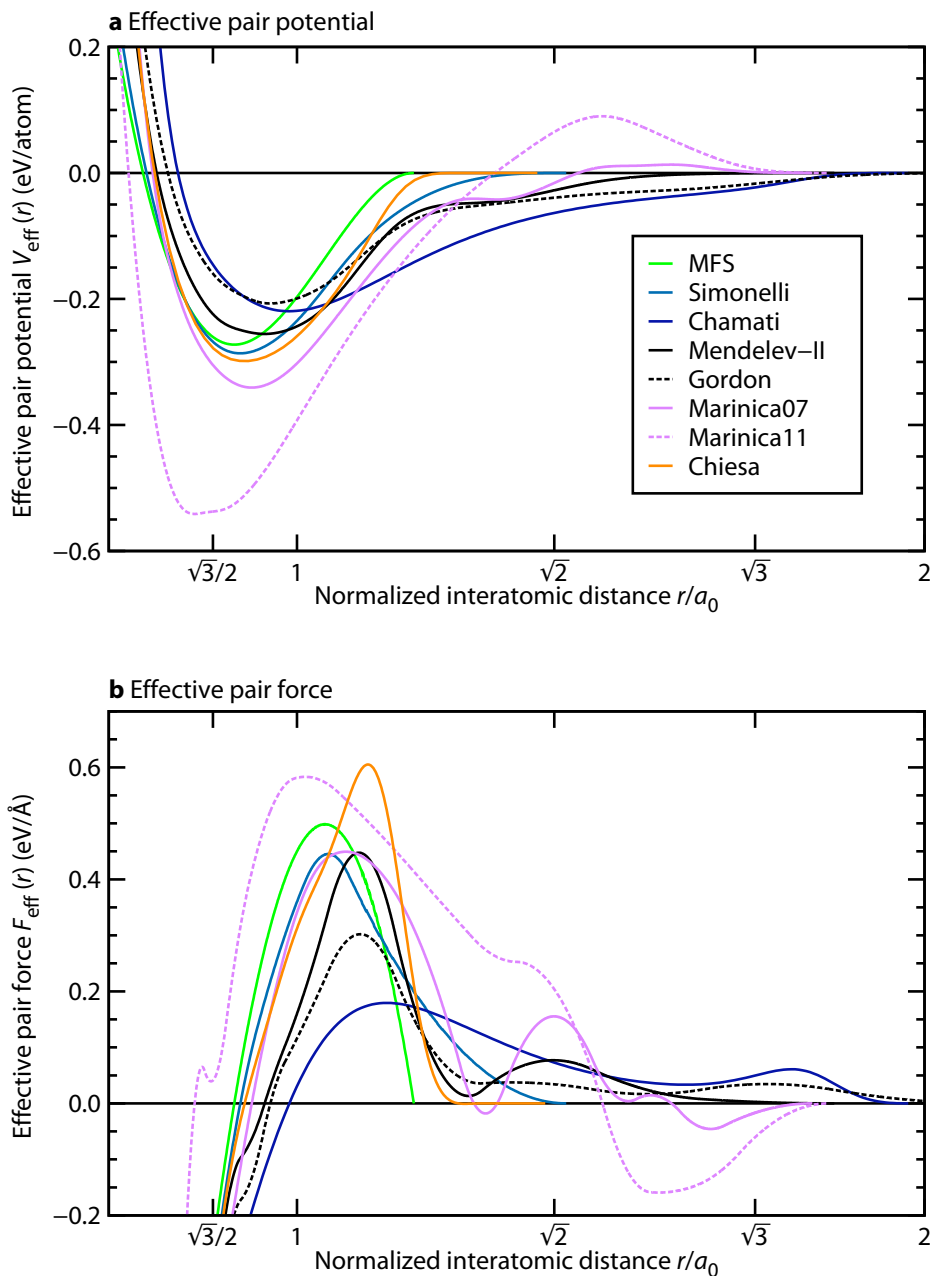 a Effective pair potential
Effective pair potential V_eff(r) (eV/atom)
0.2
0.0
−0.2
−0.4
−0.6
MFS
Simonelli
Chamati
Mendelev−II
Gordon
Marinica07
Marinica11
Chiesa
√3/2 1 √2 √3 2
Normalized interatomic distance r/a₀
b Effective pair force
Effective pair force F_eff(r) (eV/Å)
0.6
0.4
0.2
0.0
−0.2
√3/2 1 √2 √3 2
Normalized interatomic distance r/a₀